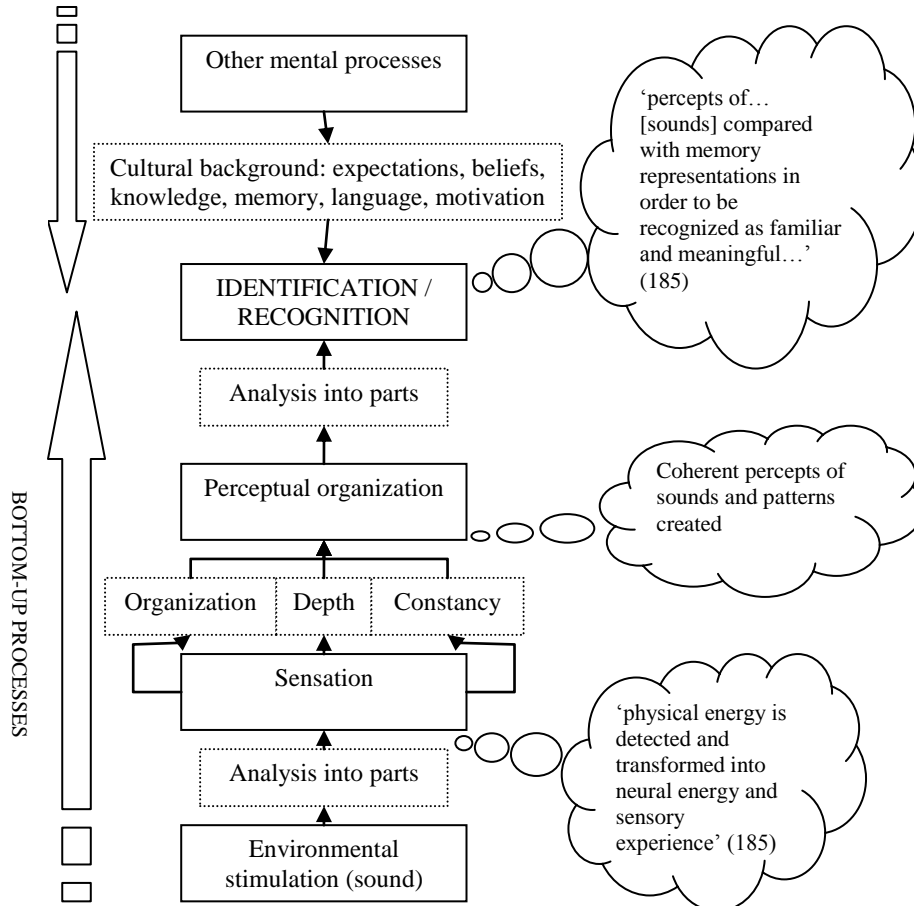 Other mental processes
Cultural background: expectations, beliefs,
knowledge, memory, language, motivation
IDENTIFICATION /
RECOGNITION
Analysis into parts
Perceptual organization
Organization
Depth
Constancy
Sensation
Analysis into parts
Environmental
stimulation (sound)
‘percepts of…
[sounds] compared
with memory
representations in
order to be
recognized as familiar
and meaningful…’
(185)
Coherent percepts of
sounds and patterns
created
‘physical energy is
detected and
transformed into
neural energy and
sensory
experience’ (185)
BOTTOM-UP PROCESSES